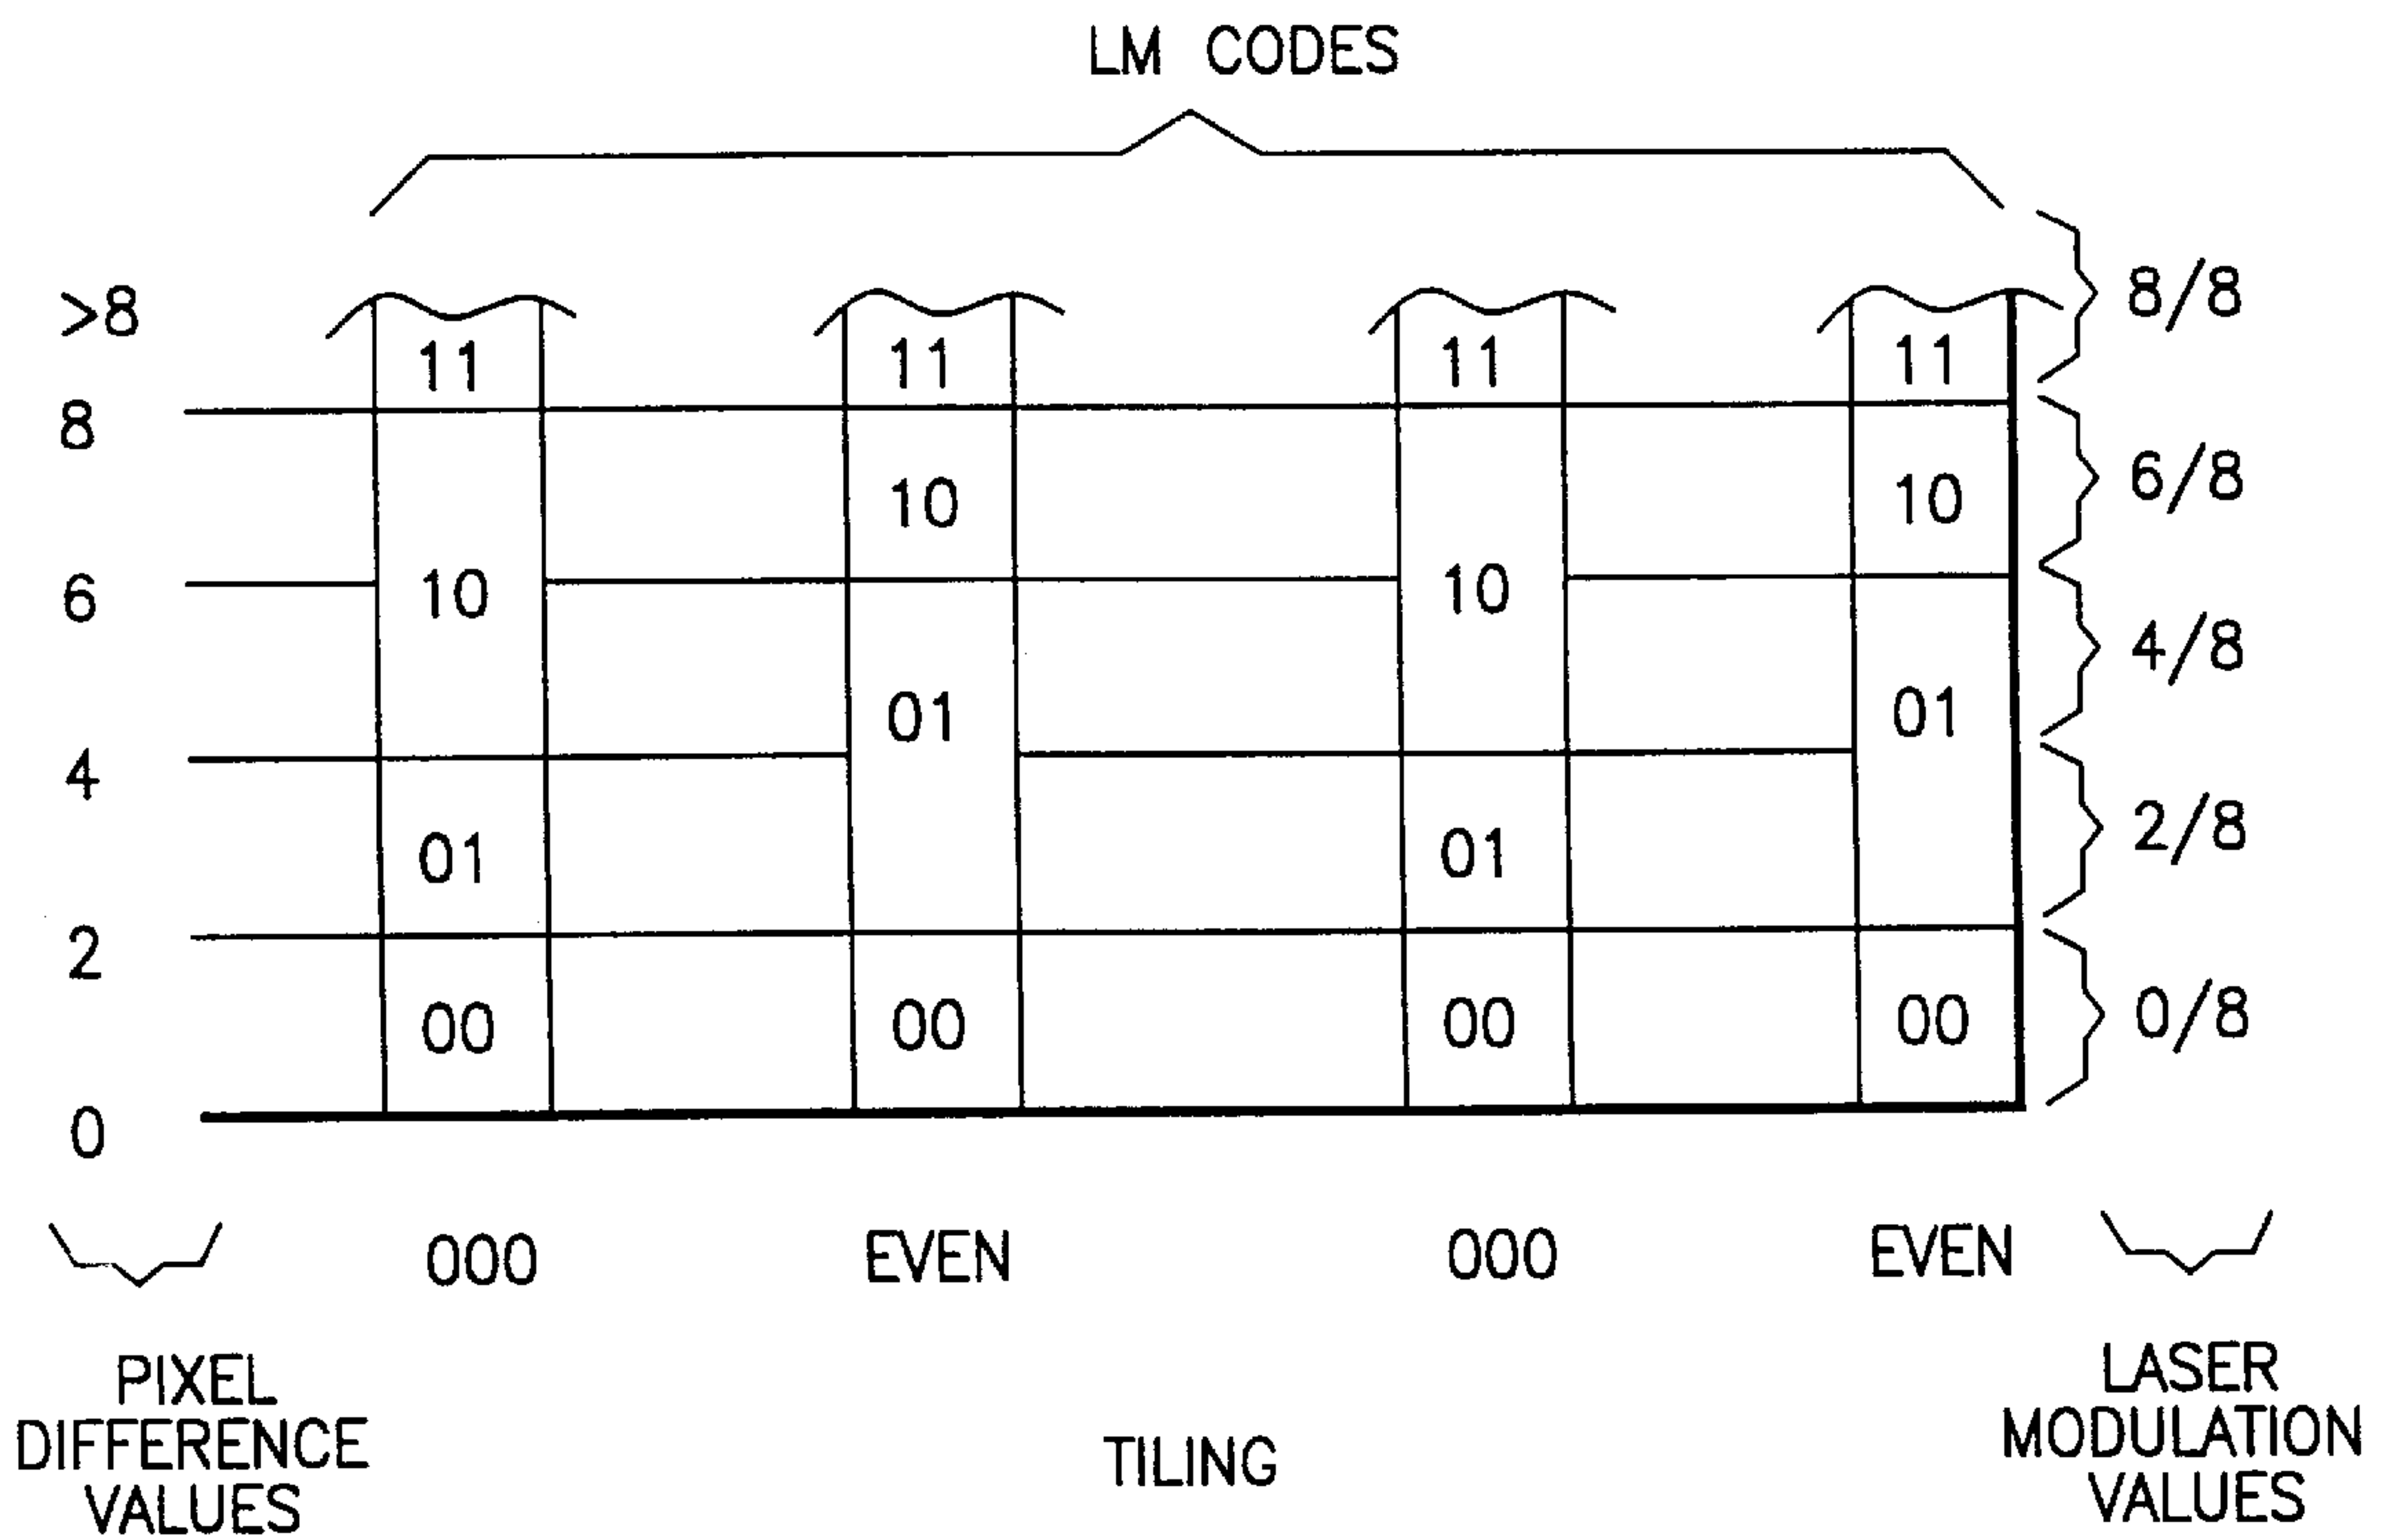 LM CODES
>8 11 11 11 11 8/8
8
10 10 6/8
6 10 10
4/8
01 01
4
01 01 2/8
2
00 00 00 00 0/8
0
000 EVEN 000 EVEN
PIXEL
DIFFERENCE
VALUES
TILING
LASER
MODULATION
VALUES